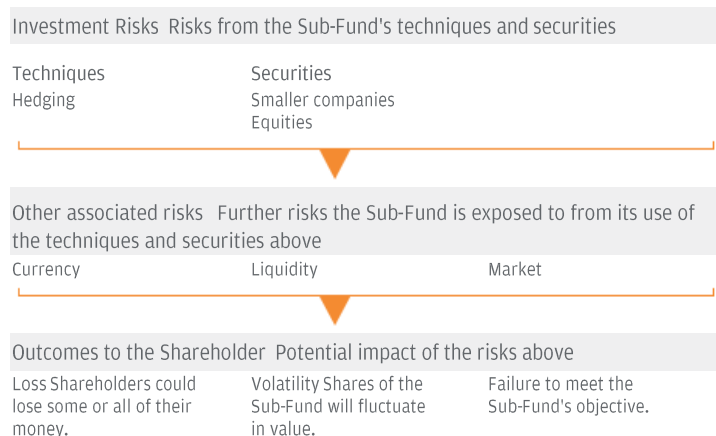 Investment Risks Risks from the Sub-Fund's techniques and securities
Techniques
Hedging
Securities
Smaller companies
Equities
Other associated risks Further risks the Sub-Fund is exposed to from its use of
the techniques and securities above
Currency
Liquidity
Market
Outcomes to the Shareholder Potential impact of the risks above
Loss Shareholders could
lose some or all of their
money.
Volatility Shares of the
Sub-Fund will fluctuate
in value.
Failure to meet the
Sub-Fund's objective.